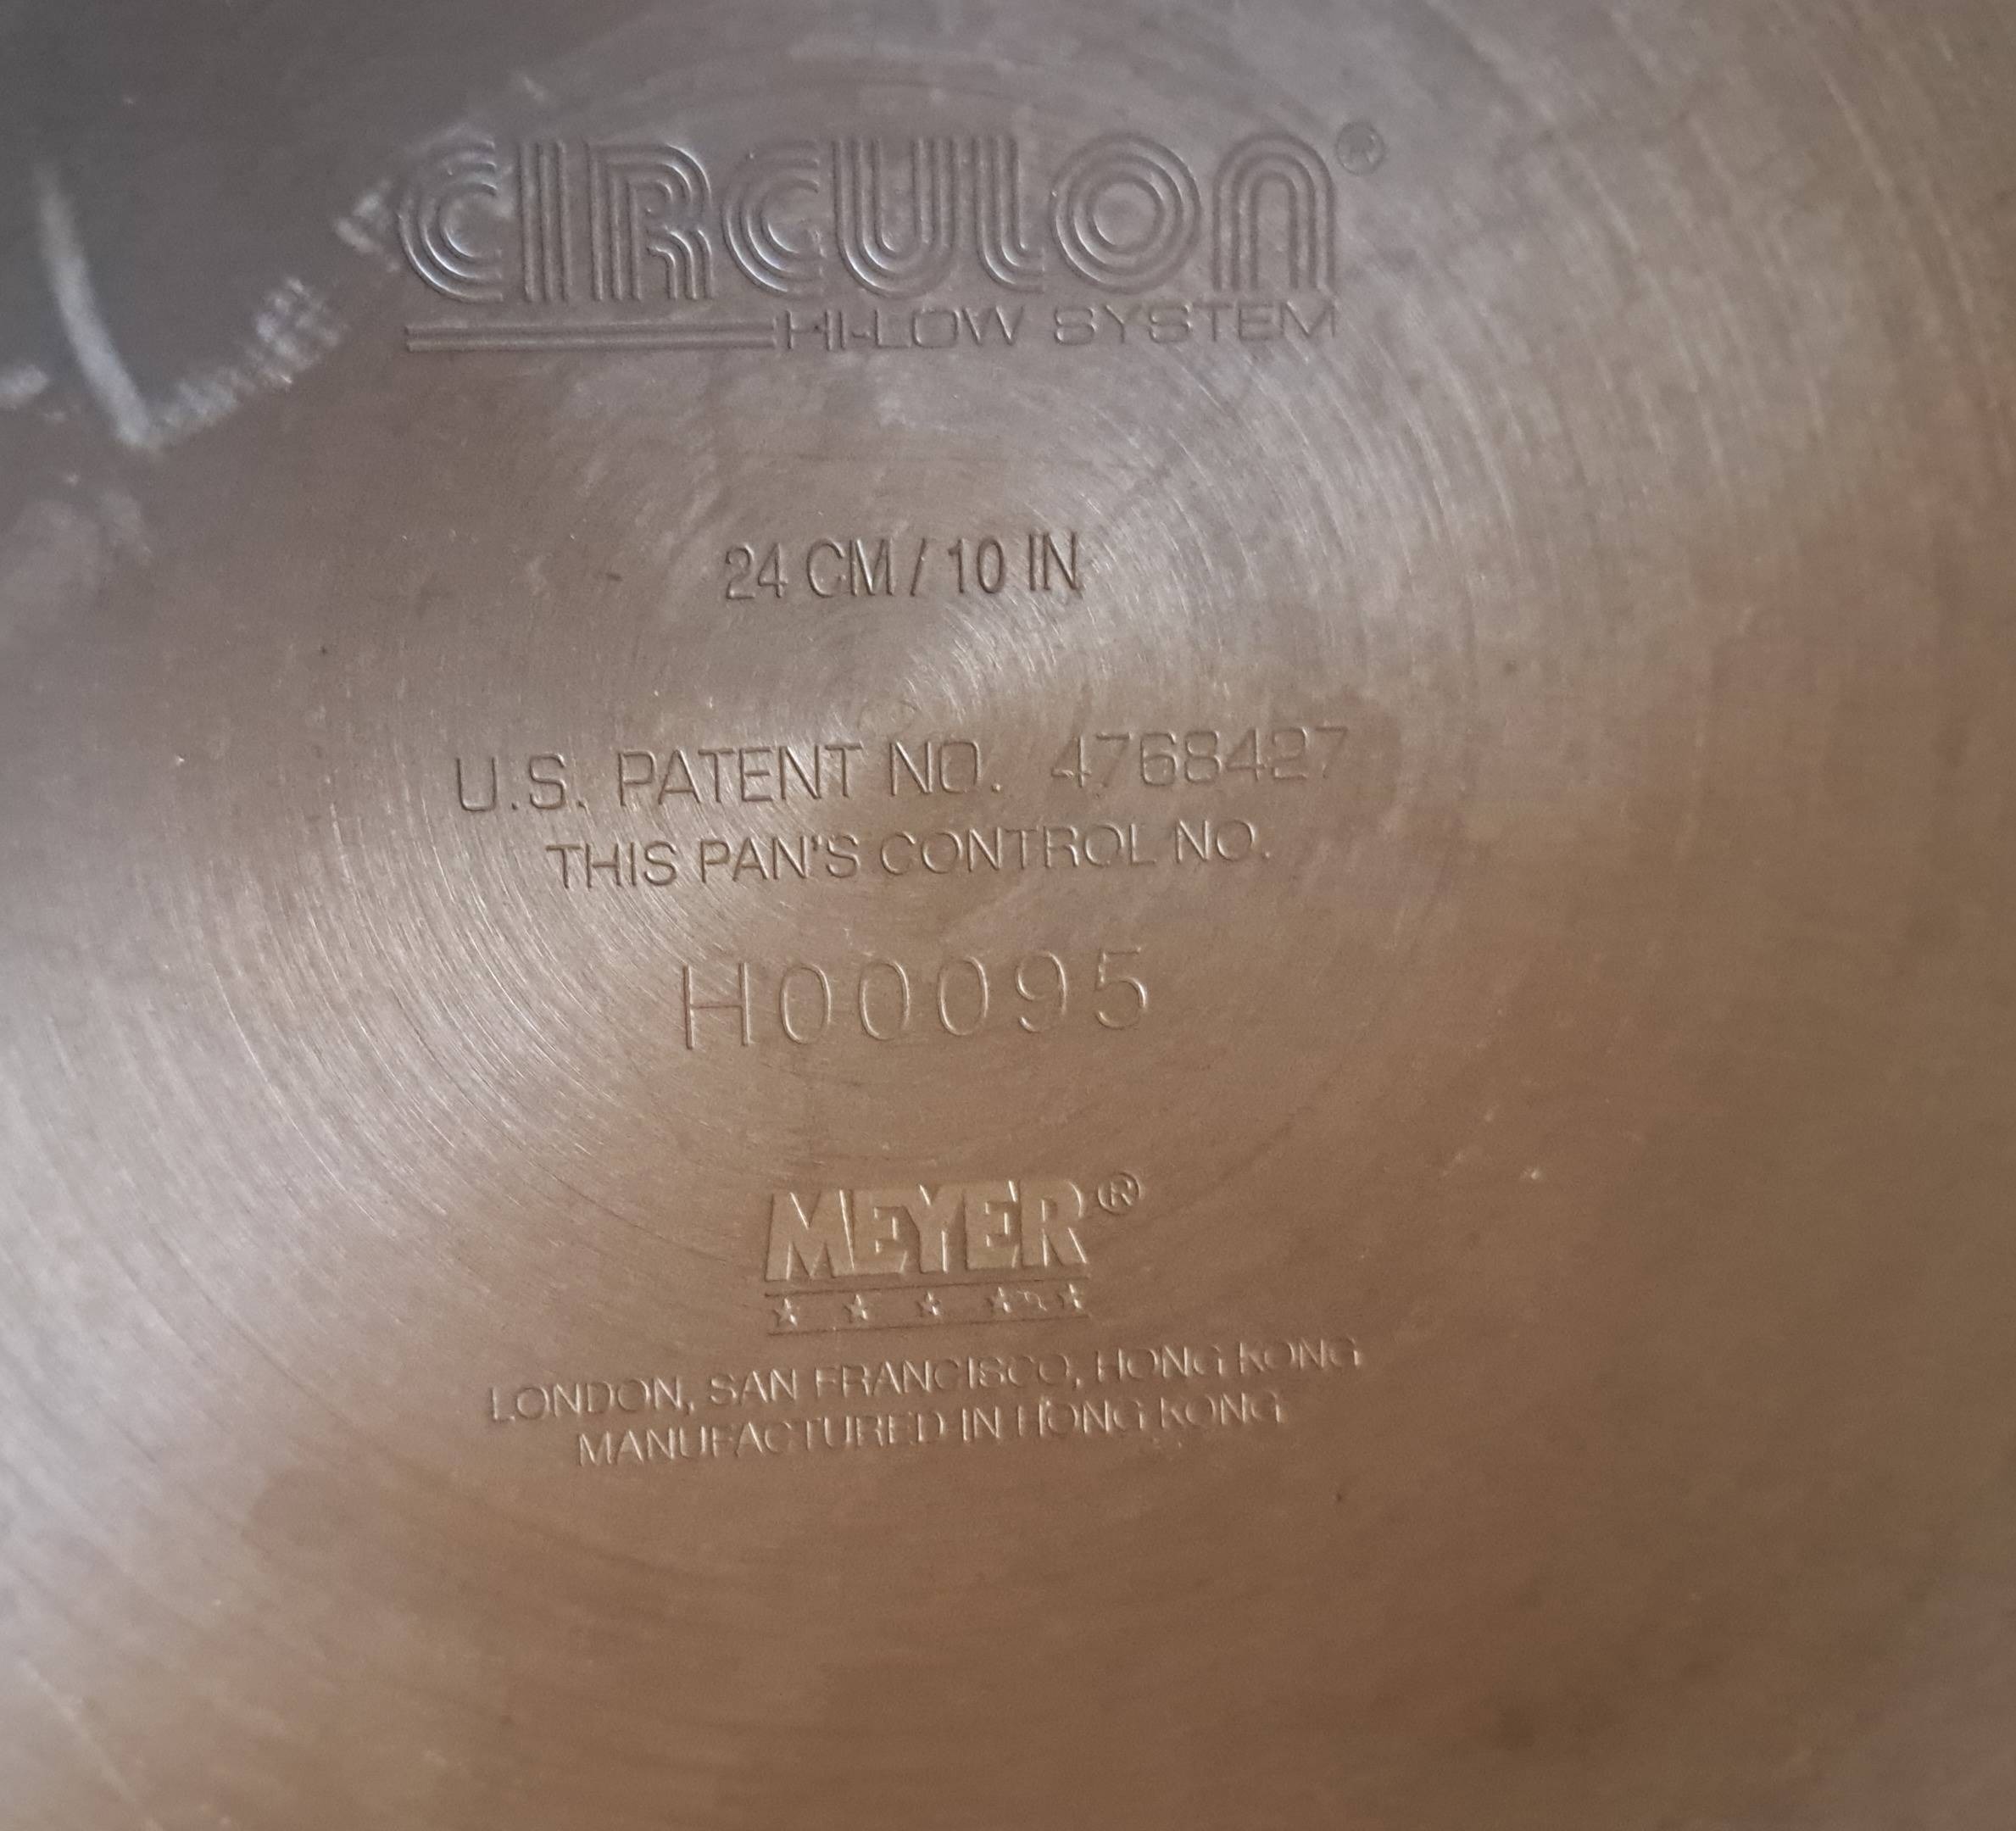 CIRCULON®
HI-LOW SYSTEM
24 CM / 10 IN
U.S. PATENT NO. 4768427
THIS PAN'S CONTROL NO.
H00095
MEYER®
LONDON, SAN FRANCISCO, HONG KONG
MANUFACTURED IN HONG KONG